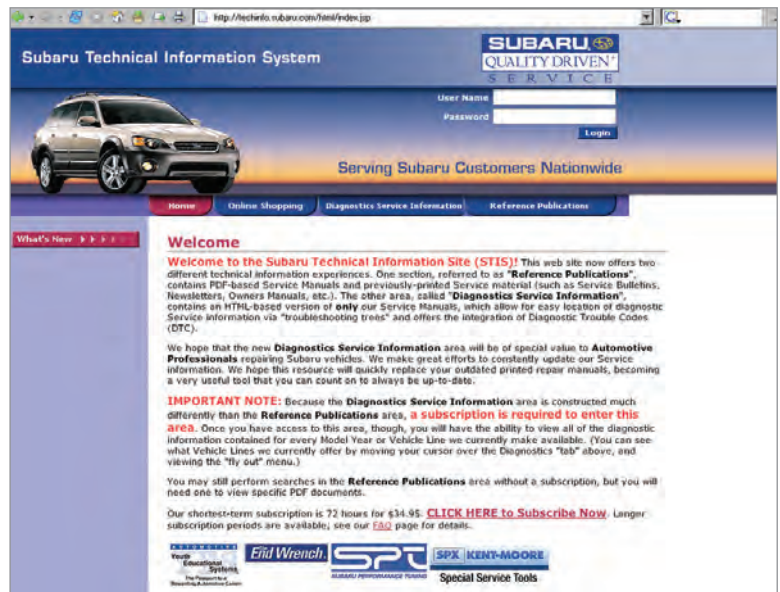 http://techinfo.subaru.com/html/index.jsp
Subaru Technical Information System
SUBARU
QUALITY DRIVEN
SERVICE
User Name
Password
Login
Serving Subaru Customers Nationwide
Home Online Shopping Diagnostics Service Information Reference Publications
What's New
Welcome
Welcome to the Subaru Technical Information Site (STIS)! This web site now offers two
different technical information experiences. One section, referred to as "Reference Publications",
contains PDF-based Service Manuals and previously-printed Service material (such as Service Bulletins,
Newsletters, Owners Manuals, etc.). The other area, called "Diagnostics Service Information",
contains an HTML-based version of only our Service Manuals, which allow for easy location of diagnostic
Service information via "troubleshooting trees" and offers the integration of Diagnostic Trouble Codes
(DTC).
We hope that the new Diagnostics Service Information area will be of special value to Automotive
Professionals repairing Subaru vehicles. We make great efforts to constently update our Service
information. We hope this resource will quickly replace your outdated printed repair manuals, becoming
a very useful tool that you can count on to always be up-to-date.
IMPORTANT NOTE: Because the Diagnostics Service Information area is constructed much
differently than the Reference Publications area, a subscription is required to enter this
area. Once you have access to this area, though, you will have the ability to view all of the diagnostic
information contained for every Model Year or Vehicle Line we currently make available. (You can see
what Vehicle Lines we currently offer by moving your cursor over the Diagnostics "tab" above, and
viewing the "fly out" menu.)
You may still perform searches in the Reference Publications area without a subscription, but you will
need one to view specific PDF documents.
Our shortest-term subscription is 72 hours for $34.95. CLICK HERE to Subscribe Now. Longer
subscription periods are available; see our FAQ page for details.
AUTOMOTIVE
Youth
Educational
Systems
End Wrench.
SPT
SUBARU PERFORMANCE TUNING
SPX KENT-MOORE
Special Service Tools